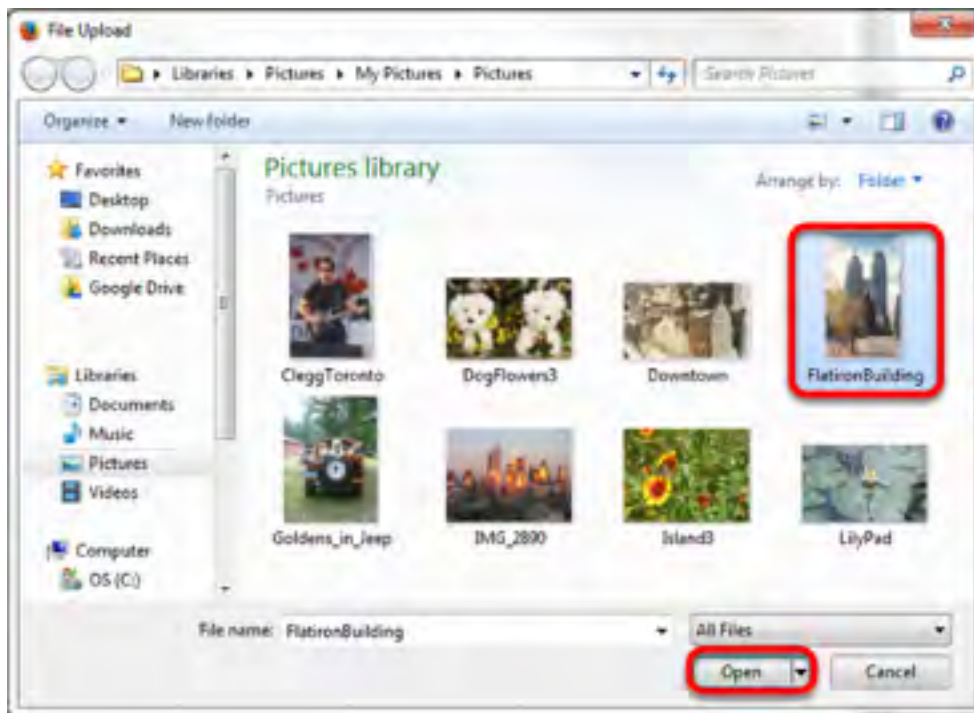 File Upload
Libraries Pictures My Pictures Pictures
Search Pictures
Organize New folder
Favorites
Desktop
Downloads
Recent Places
Google Drive
Libraries
Documents
Music
Pictures
Videos
Computer
OS (C:)
Pictures library
Pictures
Arrange by: Folder
CleggToronto DogFlowers3 Downtown FlatironBuilding
Goldens_in_Jeep IMG_2890 Island3 LilyPad
File name: FlatironBuilding All Files
Open Cancel